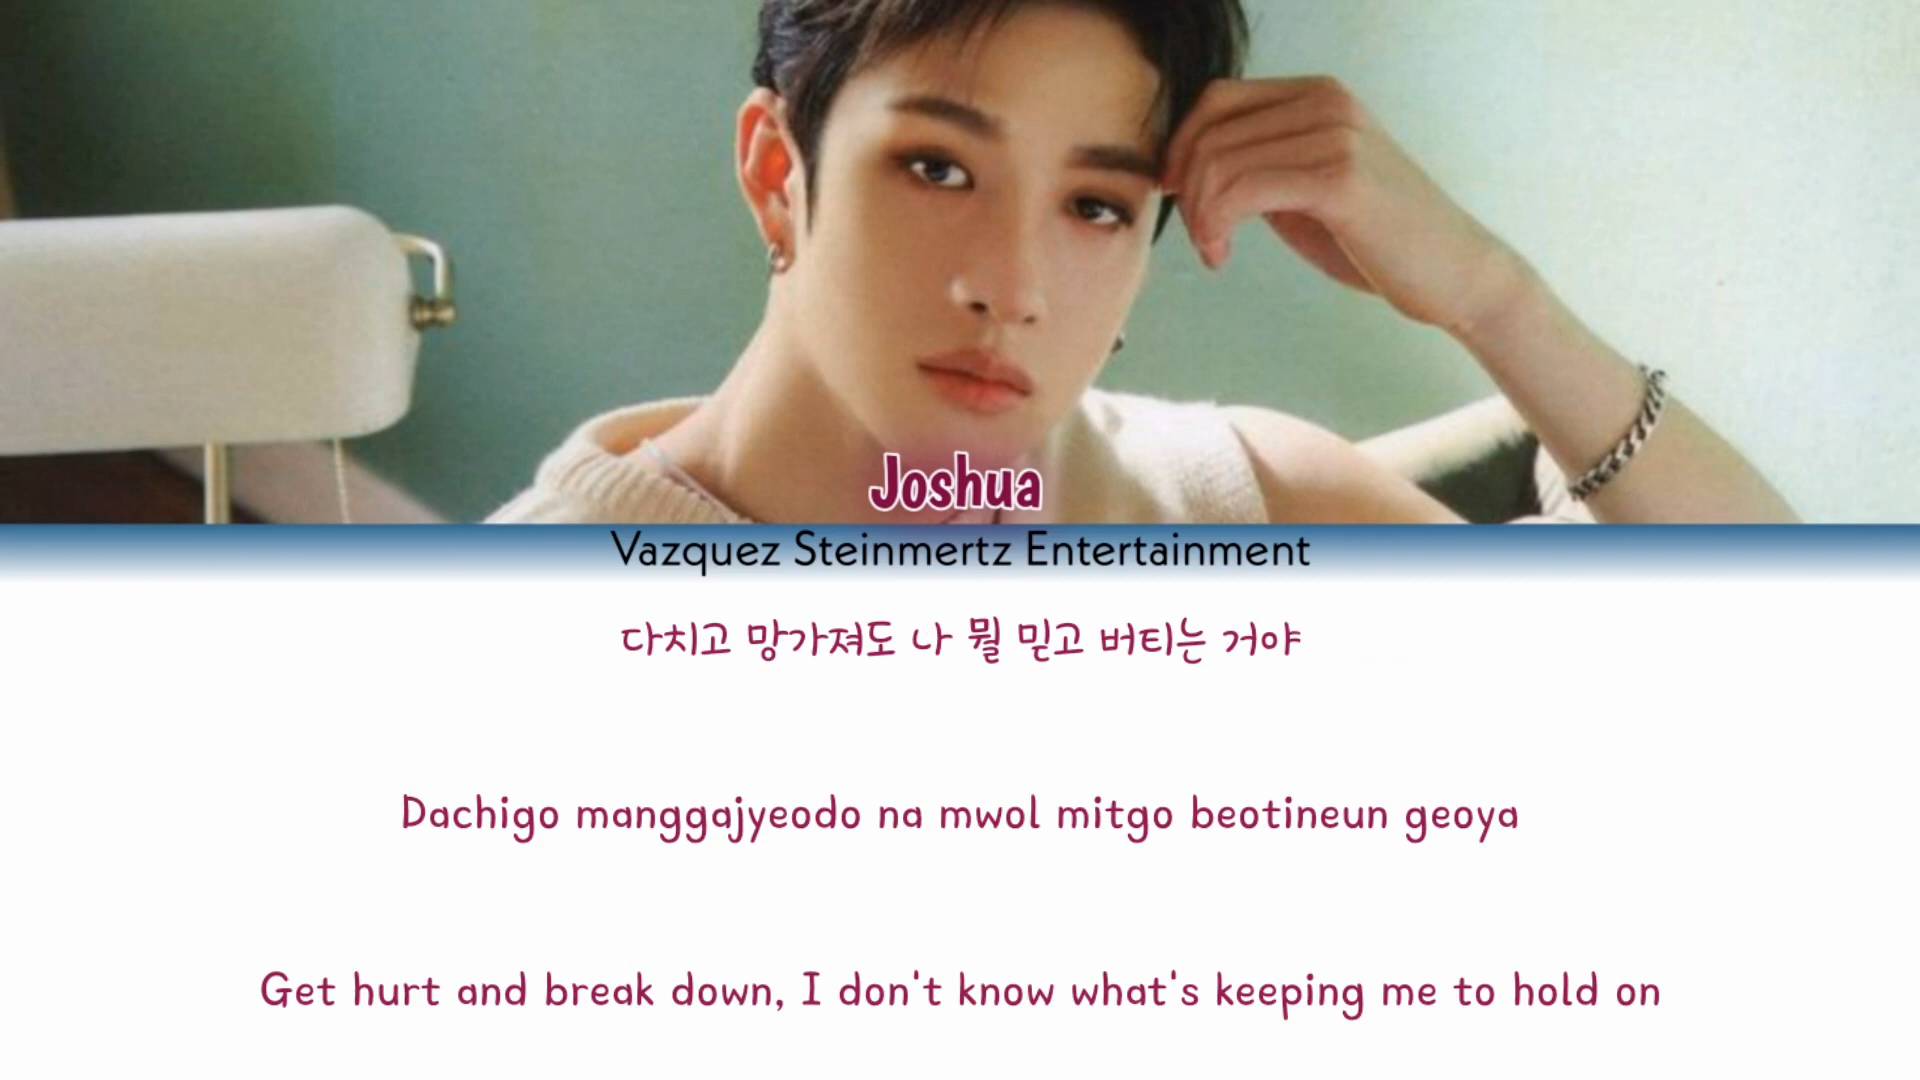 Joshua
Vazquez Steinmertz Entertainment
다치고 망가져도 나 뭘 믿고 버티는 거야
Dachigo manggajyeodo na mwol mitgo beotineun geoya
Get hurt and break down, I don't know what's keeping me to hold on